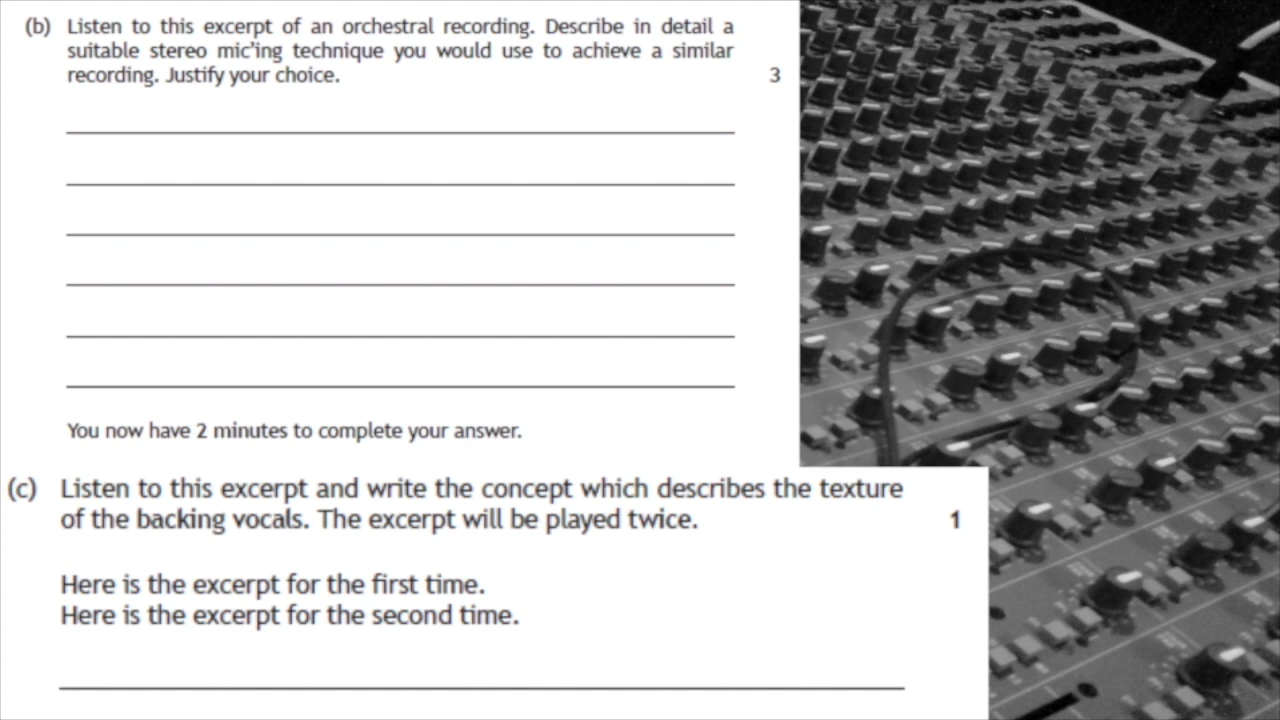 (b) Listen to this excerpt of an orchestral recording. Describe in detail a
suitable stereo mic'ing technique you would use to achieve a similar
recording. Justify your choice.
3
You now have 2 minutes to complete your answer.
(c) Listen to this excerpt and write the concept which describes the texture
of the backing vocals. The excerpt will be played twice.
1
Here is the excerpt for the first time.
Here is the excerpt for the second time.